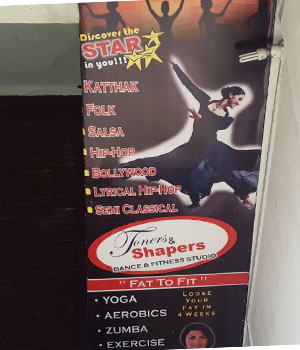 Discover the
STAR
in you!!!
KATTHAK
FOLK
SALSA
HIP-HOP
BOLLYWOOD
LYRICAL HIP-HOP
SEMI CLASSICAL
Toners &
Shapers
DANCE & FITNESS STUDIO
" FAT TO FIT "
• YOGA
• AEROBICS
• ZUMBA
• EXERCISE
LOOSE
YOUR
FAT IN
4 WEEKS